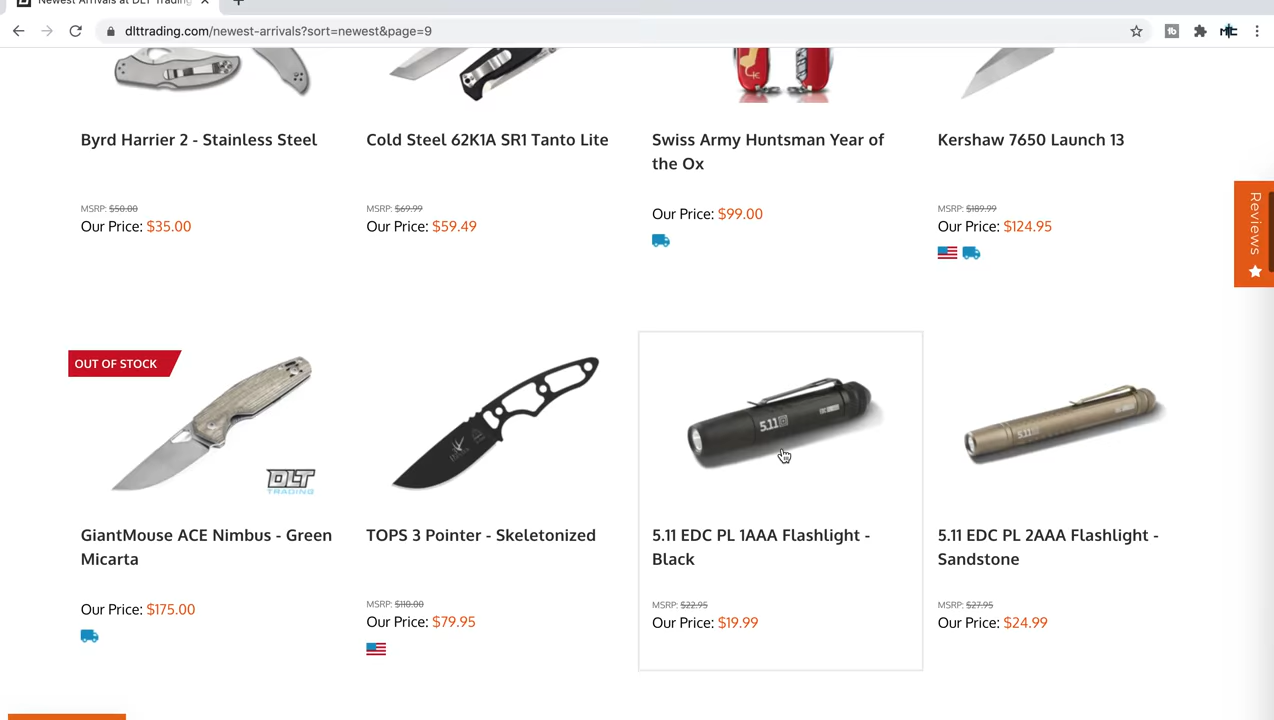 Newest Arrivals at DLT Trading
dlttrading.com/newest-arrivals?sort=newest&page=9
Byrd Harrier 2 - Stainless Steel
MSRP: $50.00
Our Price: $35.00
Cold Steel 62K1A SR1 Tanto Lite
MSRP: $69.99
Our Price: $59.49
Swiss Army Huntsman Year of
the Ox
Our Price: $99.00
Kershaw 7650 Launch 13
MSRP: $189.99
Our Price: $124.95
Reviews
OUT OF STOCK
DLT
TRADING
GiantMouse ACE Nimbus - Green
Micarta
Our Price: $175.00
TOPS 3 Pointer - Skeletonized
MSRP: $110.00
Our Price: $79.95
5.11
5.11 EDC PL 1AAA Flashlight -
Black
MSRP: $22.95
Our Price: $19.99
5.11
5.11 EDC PL 2AAA Flashlight -
Sandstone
MSRP: $27.95
Our Price: $24.99